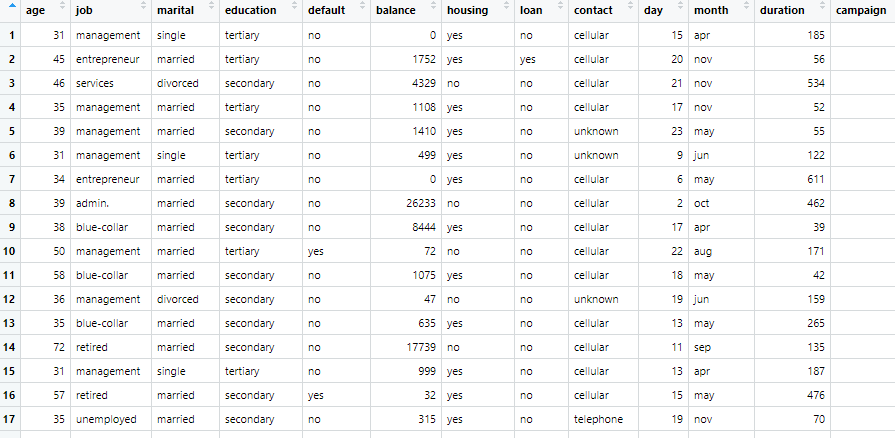 age job marital education default balance housing loan contact day month duration campaign
1 31 management single tertiary no 0 yes no cellular 15 apr 185
2 45 entrepreneur married tertiary no 1752 yes yes cellular 20 nov 56
3 46 services divorced secondary no 4329 no no cellular 21 nov 534
4 35 management married tertiary no 1108 yes no cellular 17 nov 52
5 39 management married secondary no 1410 yes no unknown 23 may 55
6 31 management single tertiary no 499 yes no unknown 9 jun 122
7 34 entrepreneur married tertiary no 0 yes no cellular 6 may 611
8 39 admin. married secondary no 26233 no no cellular 2 oct 462
9 38 blue-collar married secondary no 8444 yes no cellular 17 apr 39
10 50 management married tertiary yes 72 no no cellular 22 aug 171
11 58 blue-collar married secondary no 1075 yes no cellular 18 may 42
12 36 management divorced secondary no 47 no no unknown 19 jun 159
13 35 blue-collar married secondary no 635 yes no cellular 13 may 265
14 72 retired married secondary no 17739 no no cellular 11 sep 135
15 31 management single tertiary no 999 yes no cellular 13 apr 187
16 57 retired married secondary yes 32 yes no cellular 15 may 476
17 35 unemployed married secondary no 315 yes no telephone 19 nov 70